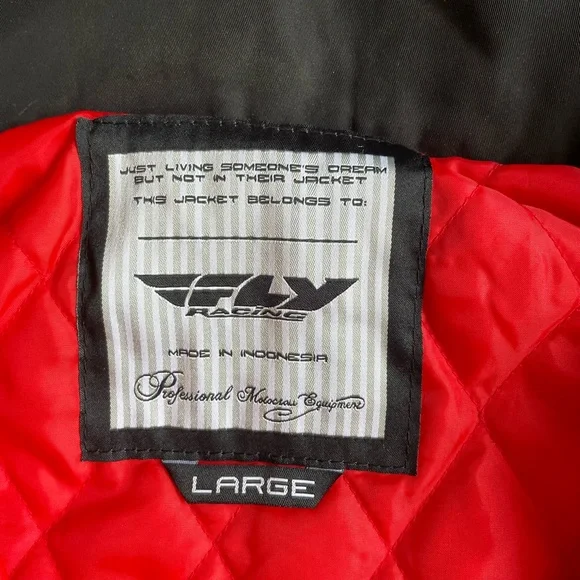 JUST LIVING SOMEONE'S DREAM
BUT NOT IN THEIR JACKET
THIS JACKET BELONGS TO:
FLY
RACING
MADE IN INDONESIA
Professional Motocross Equipment
LARGE